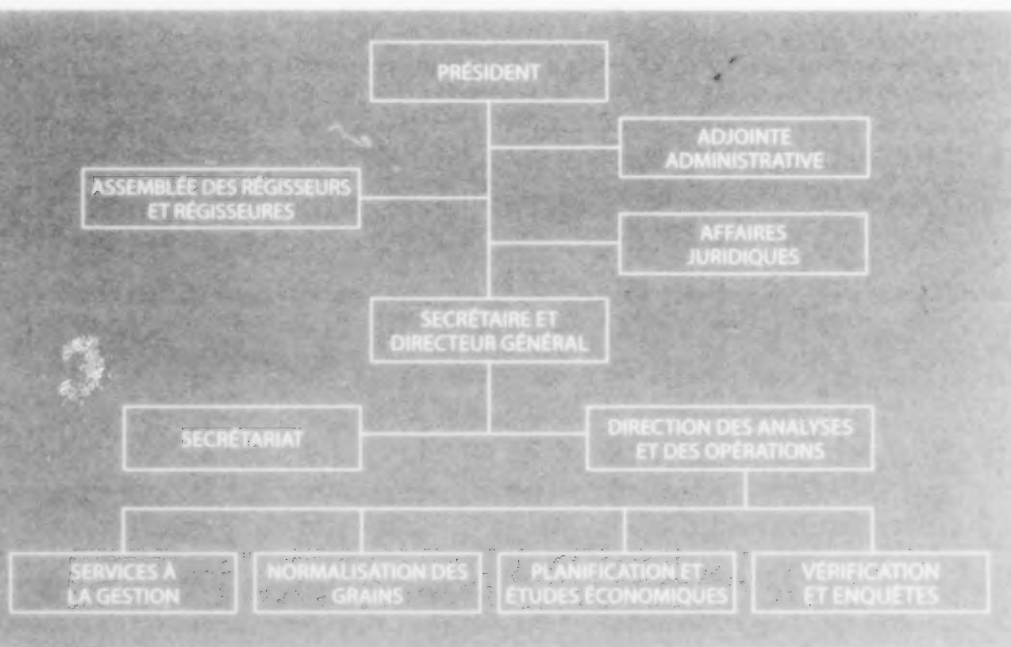 PRÉSIDENT
ADJOINTE
ADMINISTRATIVE
ASSEMBLÉE DES RÉGISSEURS
ET RÉGISSEURES
AFFAIRES
JURIDIQUES
SECRÉTAIRE ET
DIRECTEUR GÉNÉRAL
SECRÉTARIAT
DIRECTION DES ANALYSES
ET DES OPÉRATIONS
SERVICES À
LA GESTION
NORMALISATION DES
GRAINS
PLANIFICATION ET
ÉTUDES ÉCONOMIQUES
VÉRIFICATION
ET ENQUÊTES